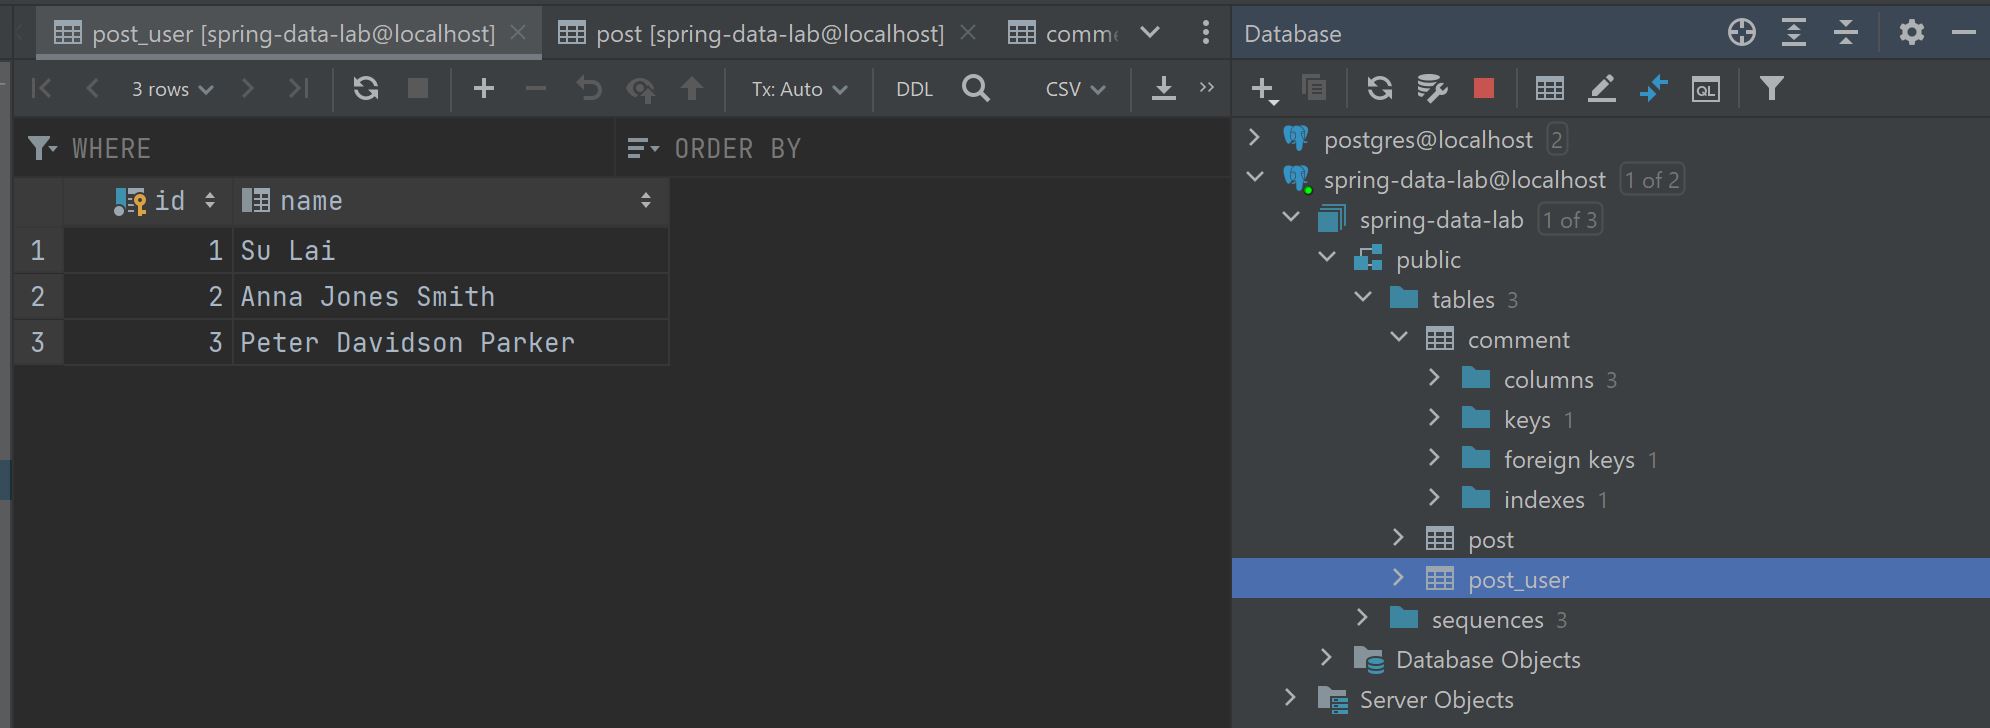 post_user [spring-data-lab@localhost] post [spring-data-lab@localhost] comme
3 rows Tx: Auto DDL CSV
WHERE ORDER BY
id name
1 1 Su Lai
2 2 Anna Jones Smith
3 3 Peter Davidson Parker
Database
QL
postgres@localhost 2
spring-data-lab@localhost 1 of 2
spring-data-lab 1 of 3
public
tables 3
comment
columns 3
keys 1
foreign keys 1
indexes 1
post
post_user
sequences 3
Database Objects
Server Objects